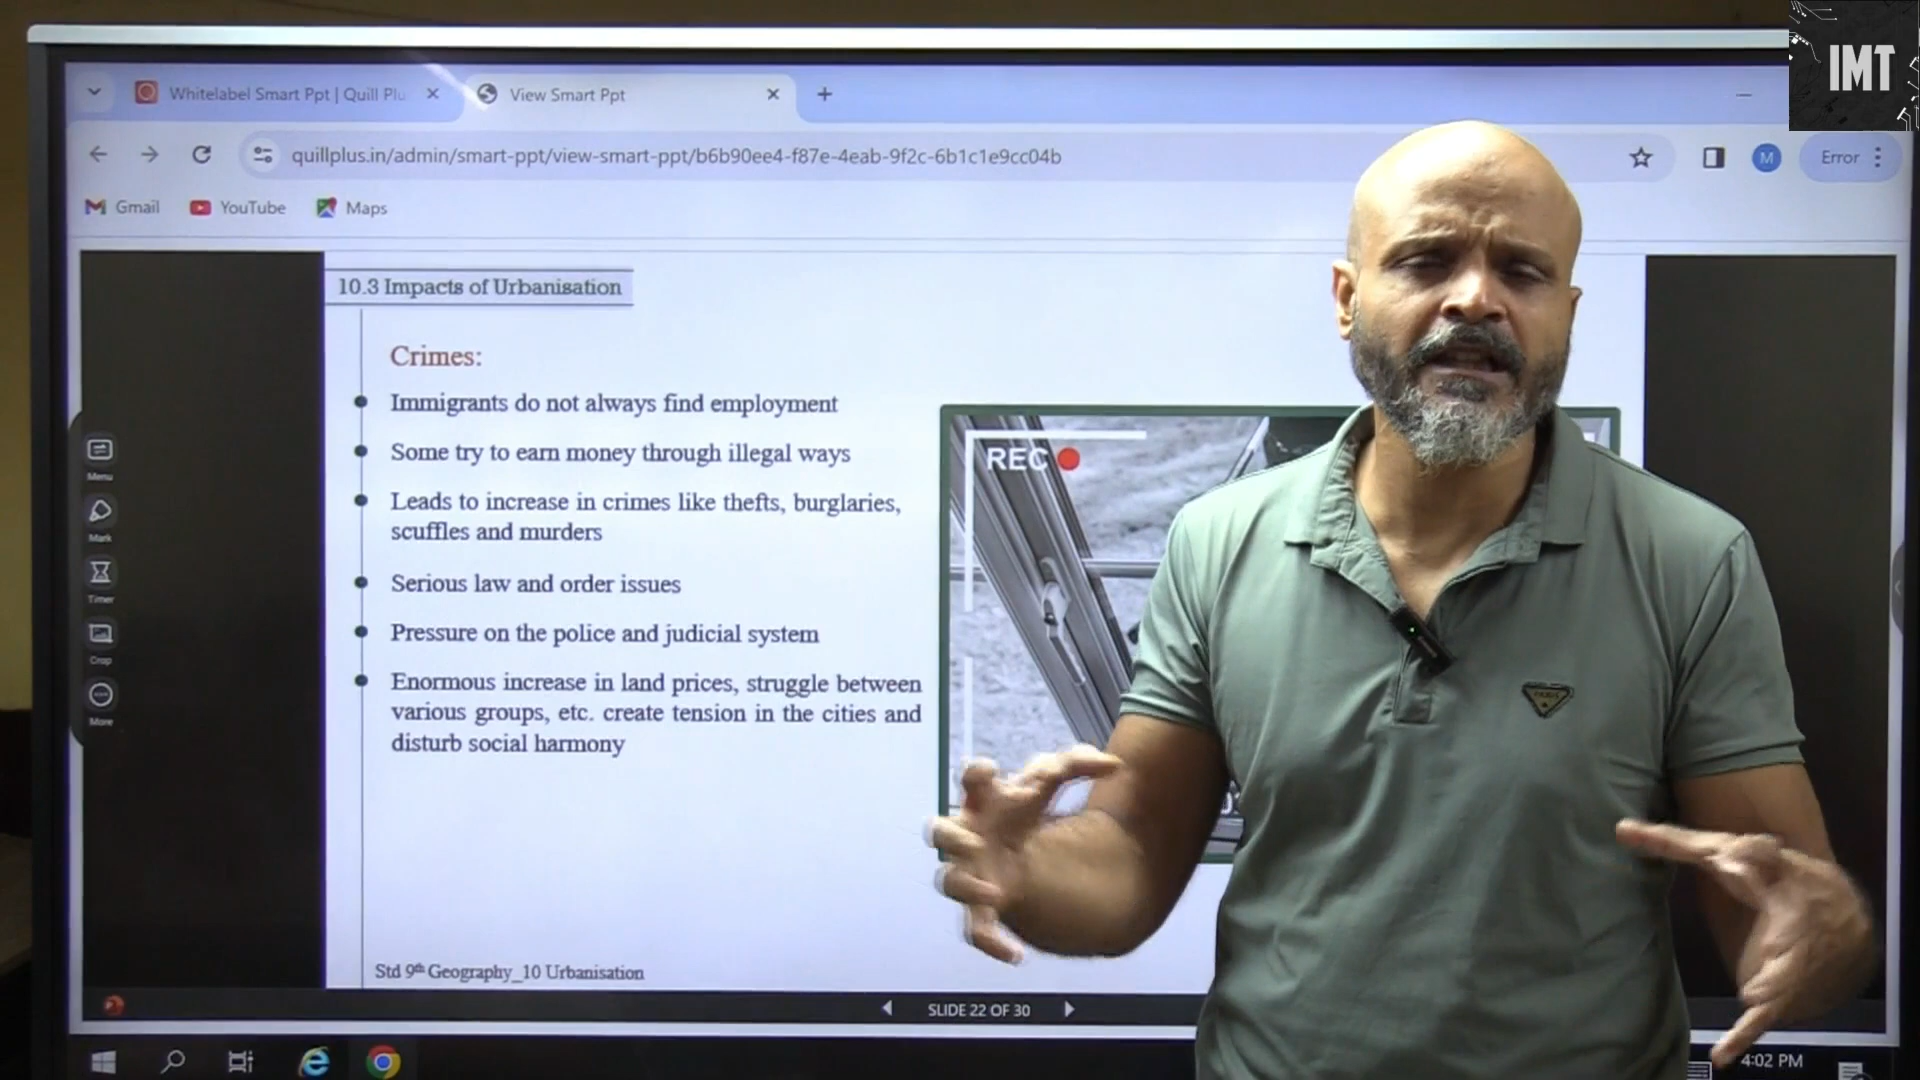 IMT
Whitelabel Smart Ppt | Quill Plu
View Smart Ppt
quillplus.in/admin/smart-ppt/view-smart-ppt/b6b90ee4-f87e-4eab-9f2c-6b1c1e9cc04b
M
Error
Gmail
YouTube
Maps
10.3 Impacts of Urbanisation
Crimes:
Immigrants do not always find employment
Some try to earn money through illegal ways
Leads to increase in crimes like thefts, burglaries,
scuffles and murders
Serious law and order issues
Pressure on the police and judicial system
Enormous increase in land prices, struggle between
various groups, etc. create tension in the cities and
disturb social harmony
REC
Menu
Mark
Timer
Crop
More
Std 9th Geography_10 Urbanisation
SLIDE 22 OF 30
4:02 PM